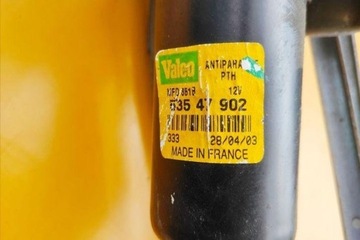 Valeo
ANTIPARA
PTH
12V
535 47 902
333 28/04/03
MADE IN FRANCE